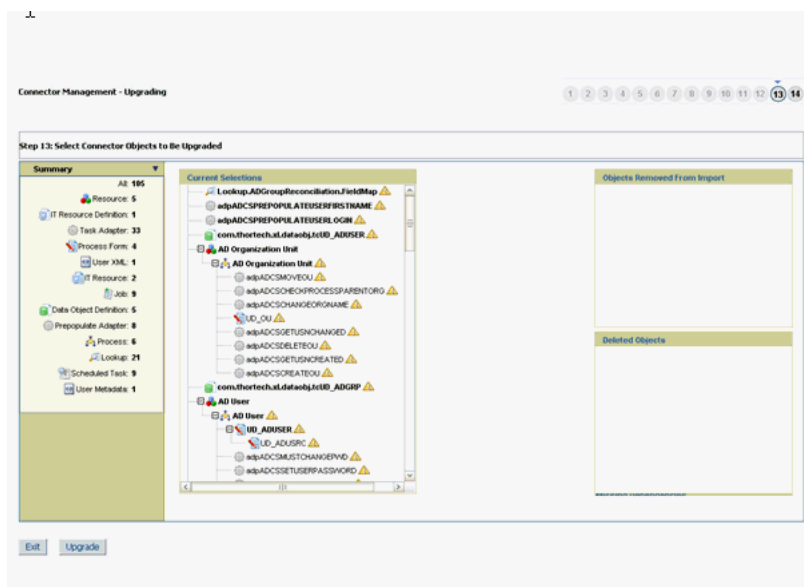 Connector Management - Upgrading
1 2 3 4 5 6 7 8 9 10 11 12 13 14
Step 13: Select Connector Objects to Be Upgraded
Summary
All: 105
Resource: 5
IT Resource Definition: 1
Task Adapter: 33
Process Form: 4
User XML: 1
IT Resource: 2
Job: 9
Data Object Definition: 5
Prepopulate Adapter: 8
Process: 6
Lookup: 21
Scheduled Task: 9
User Metadata: 1
Current Selections
Lookup.ADGroupReconciliation.FieldMap
adpADCSPREPOPULATEUSERFIRSTNAME
adpADCSPREPOPULATEUSERLOGIN
com.thortech.xl.dataobj.tcUD_ADUSER
AD Organization Unit
AD Organization Unit
adpADCSMOVEOU
adpADCSCHECKPROCESSPARENTORG
adpADCSCHANGEORGNAME
UD_OU
adpADCSGETUSNCHANGED
adpADCSDELETEOU
adpADCSGETUSNCREATED
adpADCSCREATEOU
com.thortech.xl.dataobj.tcUD_ADGRP
AD User
AD User
UD_ADUSER
UD_ADUSRC
adpADCSMUSTCHANGEPWD
adpADCSSETUSERPASSWORD
Objects Removed From Import
Deleted Objects
Exit
Upgrade